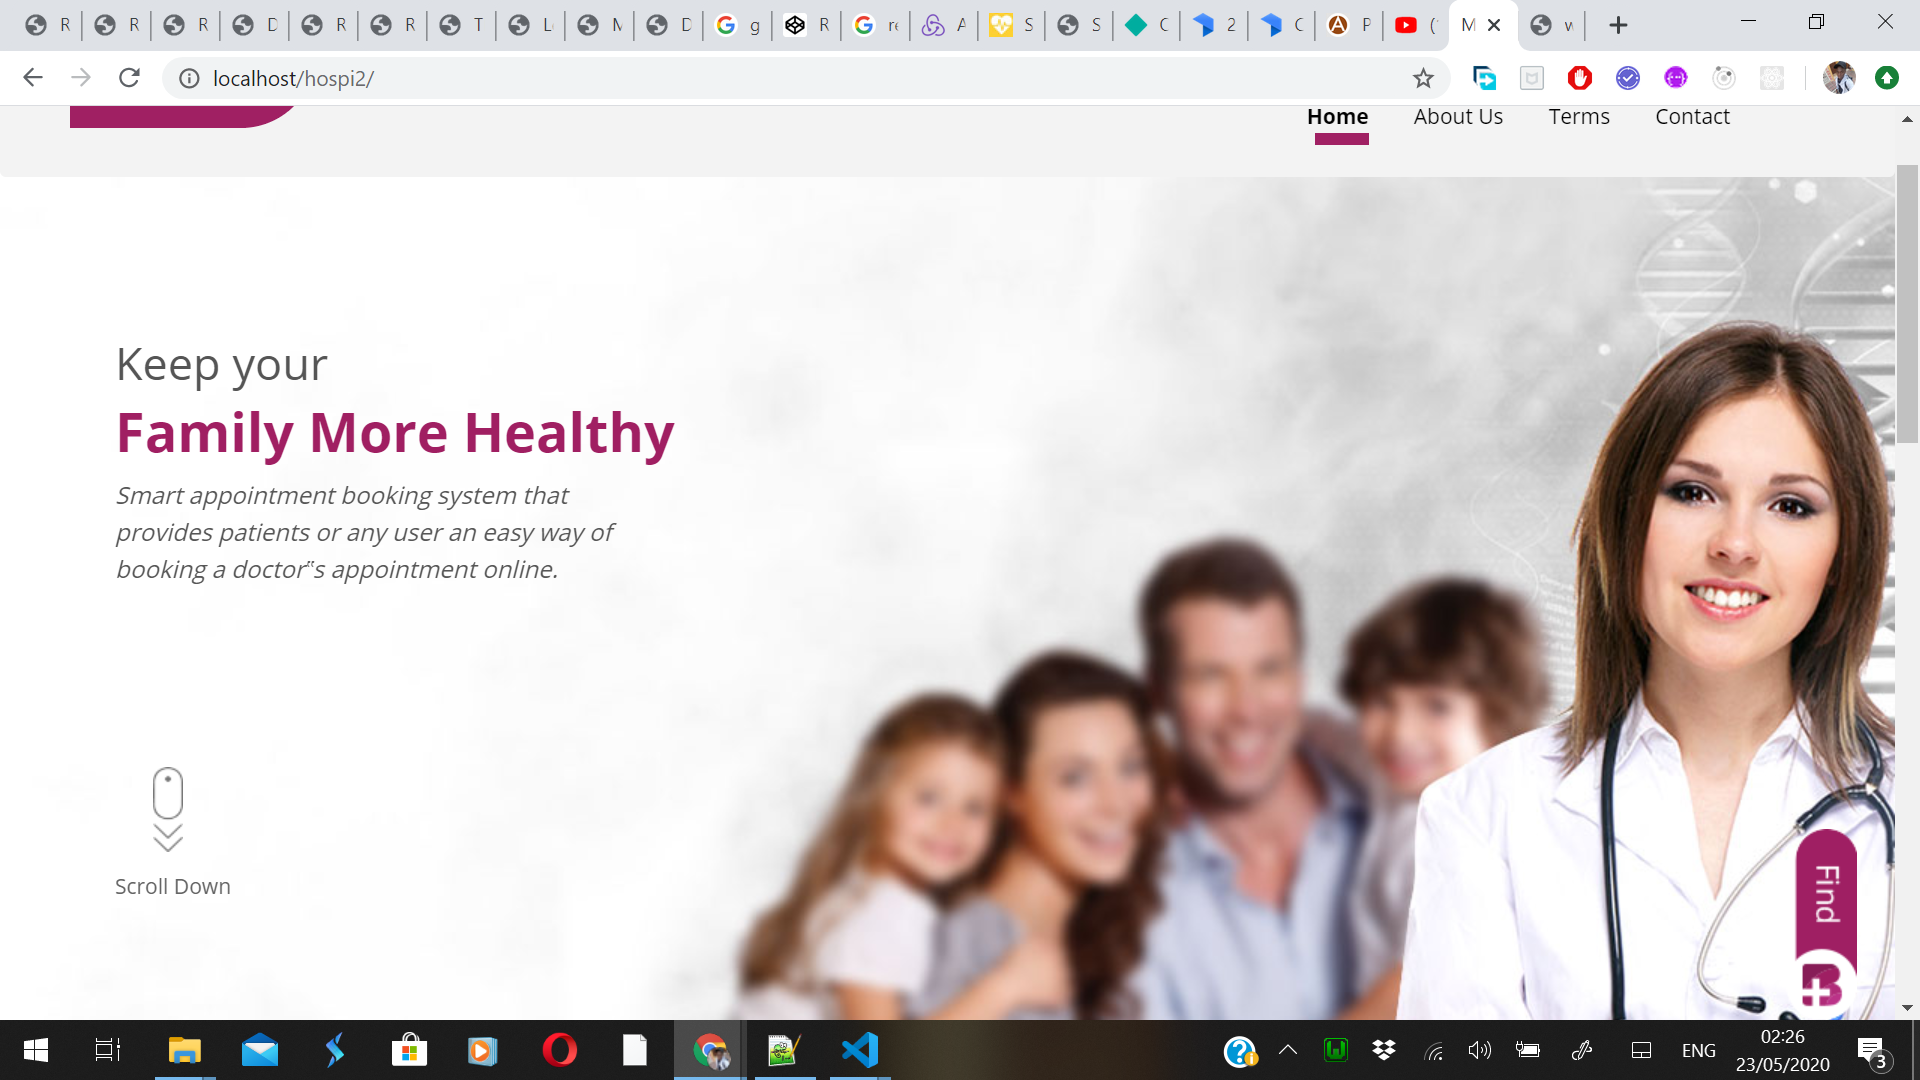 R R R D R R T L M D g R re A S S C 2 C P ( M w
localhost/hospi2/
Home About Us Terms Contact
Keep your
Family More Healthy
Smart appointment booking system that
provides patients or any user an easy way of
booking a doctor‟s appointment online.
Scroll Down
Find
ENG
02:26
23/05/2020
3